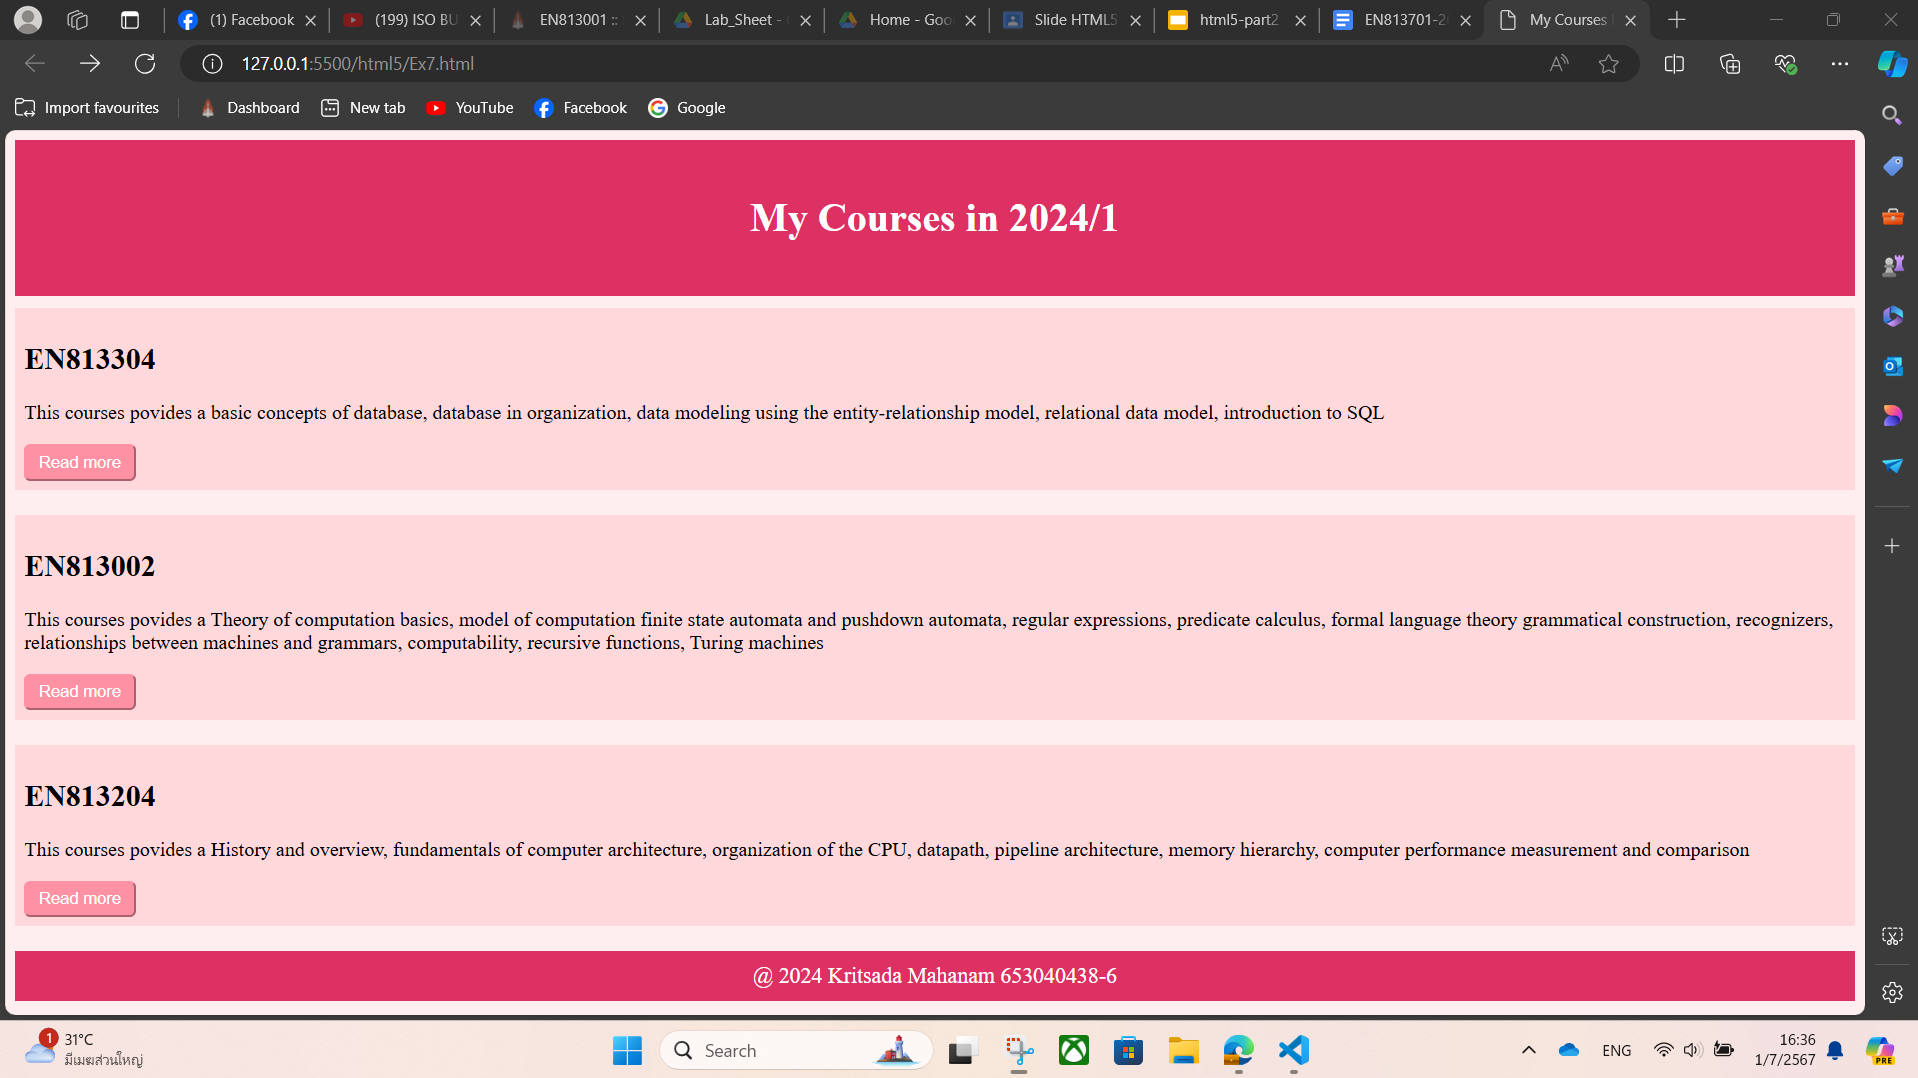 (1) Facebook
(199) ISO BU
EN813001 ::
Lab_Sheet -
Home - Goo
Slide HTML5
html5-part2
EN813701-2
My Courses
127.0.0.1:5500/html5/Ex7.html
Import favourites
Dashboard
New tab
YouTube
Facebook
Google
My Courses in 2024/1
EN813304
This courses povides a basic concepts of database, database in organization, data modeling using the entity-relationship model, relational data model, introduction to SQL
Read more
EN813002
This courses povides a Theory of computation basics, model of computation finite state automata and pushdown automata, regular expressions, predicate calculus, formal language theory grammatical construction, recognizers,
relationships between machines and grammars, computability, recursive functions, Turing machines
Read more
EN813204
This courses povides a History and overview, fundamentals of computer architecture, organization of the CPU, datapath, pipeline architecture, memory hierarchy, computer performance measurement and comparison
Read more
@ 2024 Kritsada Mahanam 653040438-6
1
31°C
มีเมฆส่วนใหญ่
Search
ENG
16:36
1/7/2567
PRE